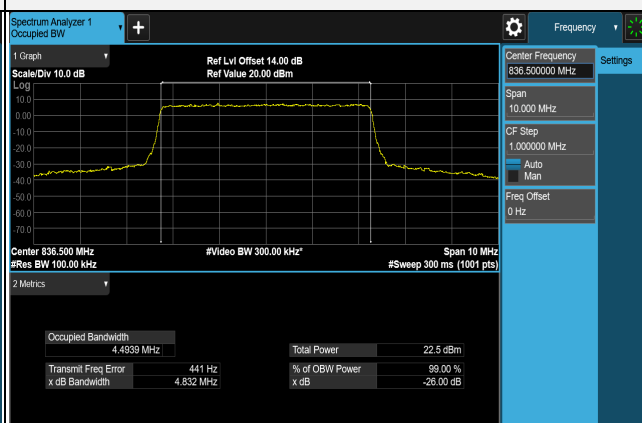 Spectrum Analyzer 1
Occupied BW
+
Frequency
1 Graph
Scale/Div 10.0 dB
Ref Lvl Offset 14.00 dB
Ref Value 20.00 dBm
Log
10.0
0.00
-10.0
-20.0
-30.0
-40.0
-50.0
-60.0
-70.0
Center 836.500 MHz
#Video BW 300.00 kHz*
Span 10 MHz
#Res BW 100.00 kHz
#Sweep 300 ms (1001 pts)
2 Metrics
Occupied Bandwidth
4.4939 MHz
Transmit Freq Error 441 Hz
x dB Bandwidth 4.832 MHz
Total Power 22.5 dBm
% of OBW Power 99.00 %
x dB -26.00 dB
Center Frequency
836.500000 MHz
Span
10.000 MHz
CF Step
1.000000 MHz
Auto
Man
Freq Offset
0 Hz
Settings